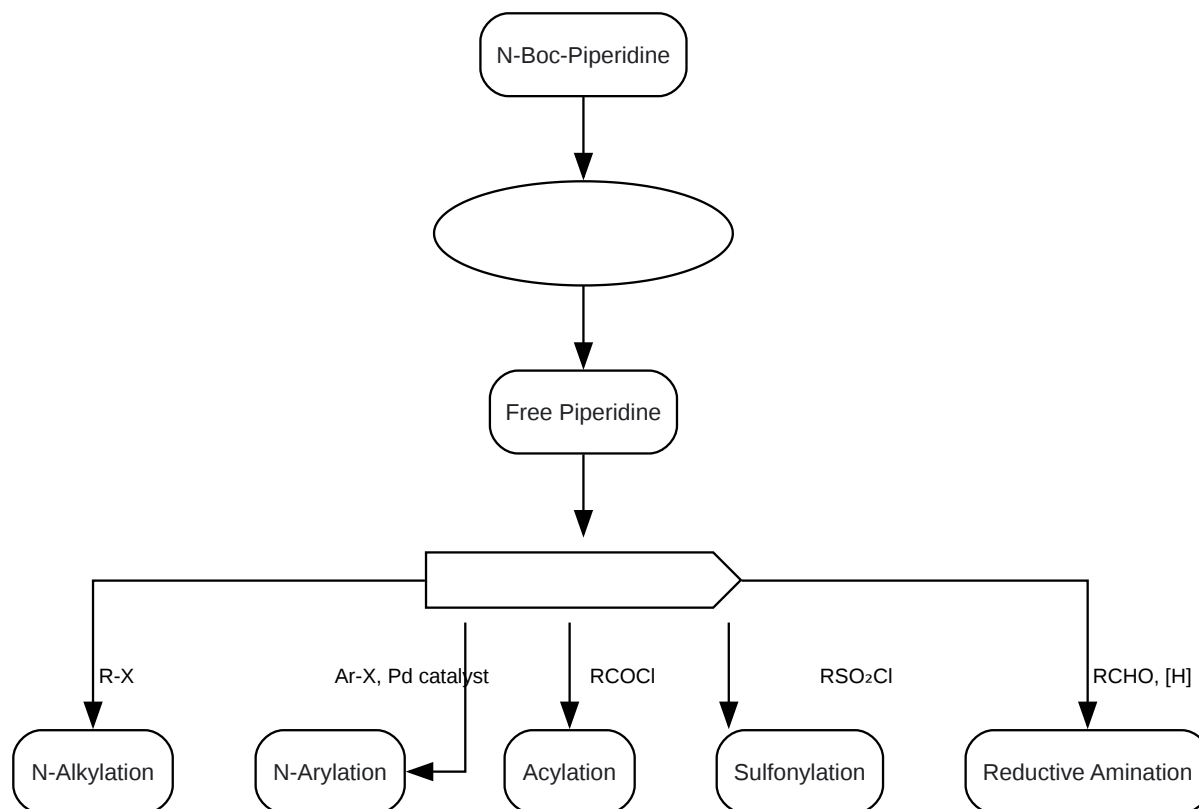 N-Boc-Piperidine
Free Piperidine
R-X
Ar-X, Pd catalyst
RCOCl
RSO₂Cl
RCHO, [H]
N-Alkylation
N-Arylation
Acylation
Sulfonylation
Reductive Amination